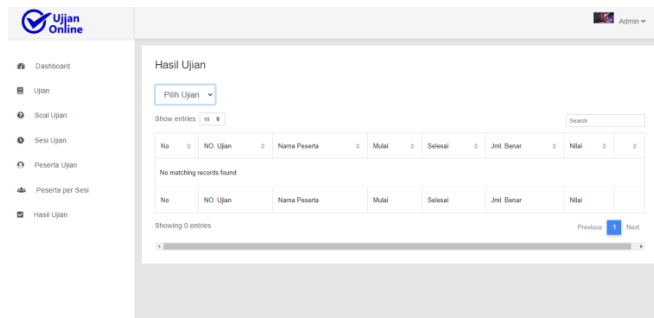 Ujian
Online
Admin
Dashboard
Ujian
Soal Ujian
Sesi Ujian
Peserta Ujian
Peserta per Sesi
Hasil Ujian
Hasil Ujian
Pilih Ujian
Show entries 10
Search
No NO. Ujian Nama Peserta Mulai Selesai Jml. Benar Nilai
No matching records found
No NO. Ujian Nama Peserta Mulai Selesai Jml. Benar Nilai
Showing 0 entries
Previous 1 Next